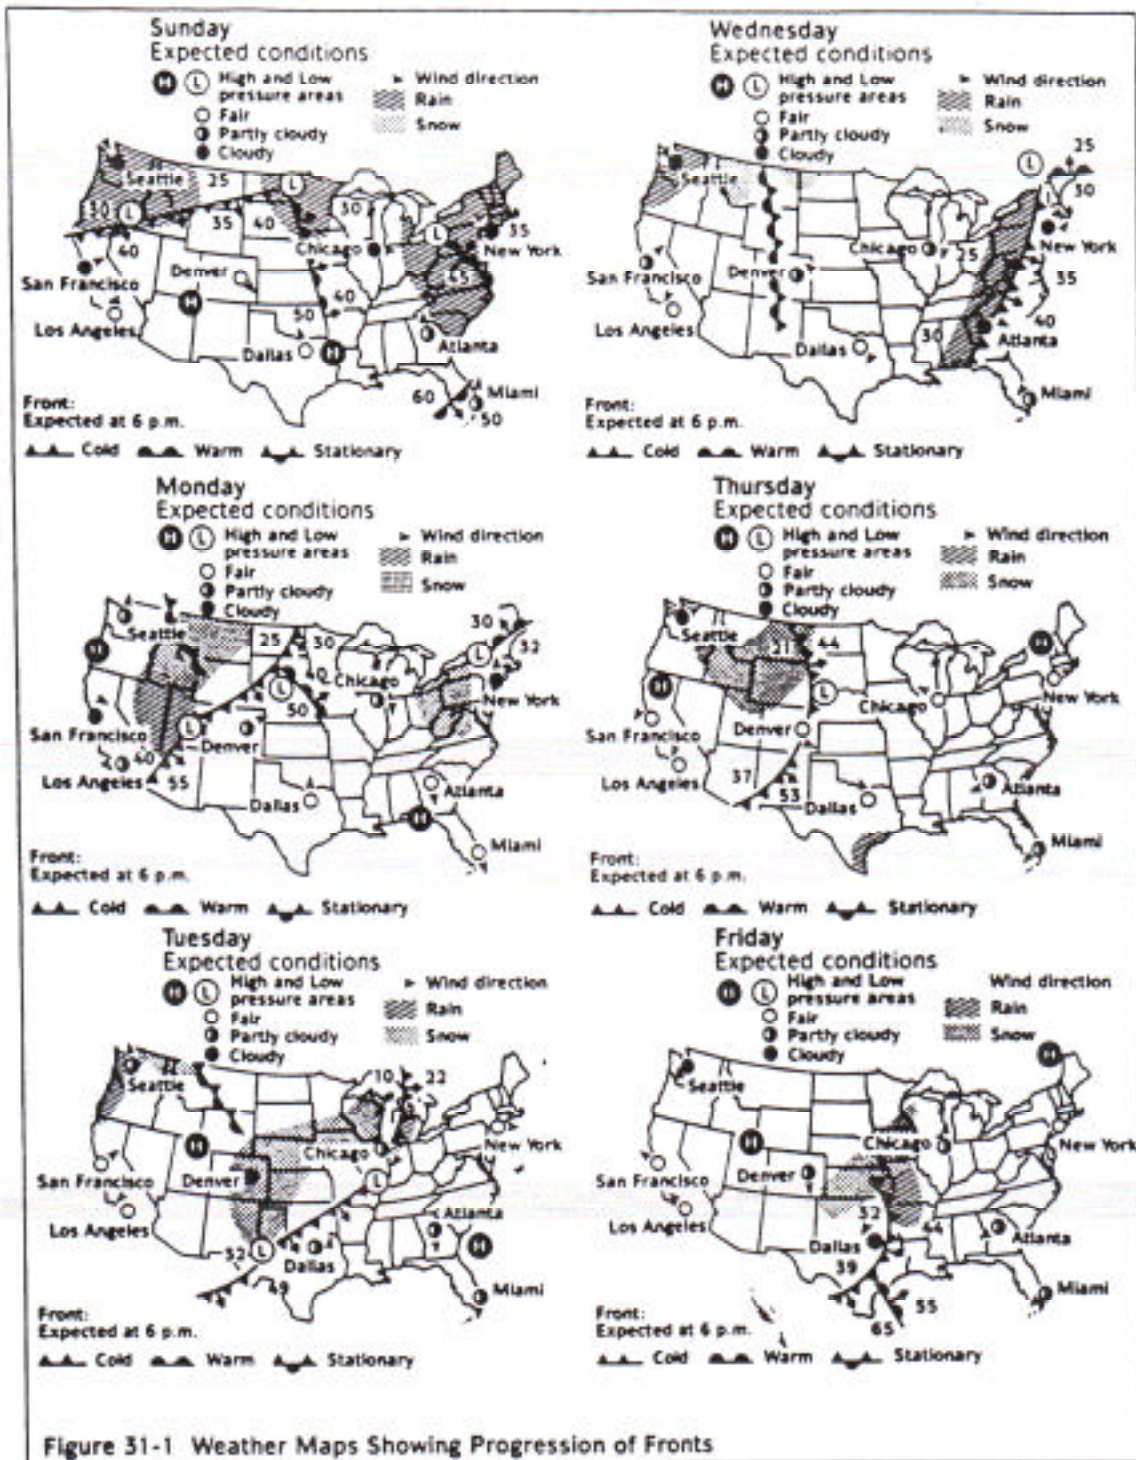 Sunday
Expected conditions
H L High and Low pressure areas
Wind direction
Rain
Snow
Fair
Partly cloudy
Cloudy
L
Seattle 25
30 L 35 40 30 L 35
40 Chicago New York
Denver 45
San Francisco H 40
50
Los Angeles Dallas H Atlanta
60 Miami
50
Front:
Expected at 6 p.m.
Cold Warm Stationary
Wednesday
Expected conditions
H L High and Low pressure areas
Wind direction
Rain
Snow
Fair
Partly cloudy
Cloudy
L 25
Seattle 30
Chicago New York
Denver 25
San Francisco 35
Los Angeles 40
Dallas 30 Atlanta
Miami
Front:
Expected at 6 p.m.
Cold Warm Stationary
Monday
Expected conditions
H L High and Low pressure areas
Wind direction
Rain
Snow
Fair
Partly cloudy
Cloudy
Seattle 25 30 30
H 32
L 40 Chicago L
50 New York
San Francisco L Denver
40
Los Angeles 55 Atlanta
Dallas
H Miami
Front:
Expected at 6 p.m.
Cold Warm Stationary
Thursday
Expected conditions
H L High and Low pressure areas
Wind direction
Rain
Snow
Fair
Partly cloudy
Cloudy
Seattle 21 44 H
H L New York
Chicago
San Francisco Denver
Los Angeles 37 53 Atlanta
Dallas
Miami
Front:
Expected at 6 p.m.
Cold Warm Stationary
Tuesday
Expected conditions
H L High and Low pressure areas
Wind direction
Rain
Snow
Fair
Partly cloudy
Cloudy
Seattle 10 22
H Chicago New York
San Francisco Denver L
Los Angeles Atlanta
L H
Dallas
49 Miami
Front:
Expected at 6 p.m.
Cold Warm Stationary
Friday
Expected conditions
H L High and Low pressure areas
Wind direction
Rain
Snow
Fair
Partly cloudy
Cloudy
H
Seattle
H Chicago New York
San Francisco Denver
Los Angeles 44
Dallas Atlanta
39
55 Miami
65
Front:
Expected at 6 p.m.
Cold Warm Stationary
Figure 31-1 Weather Maps Showing Progression of Fronts